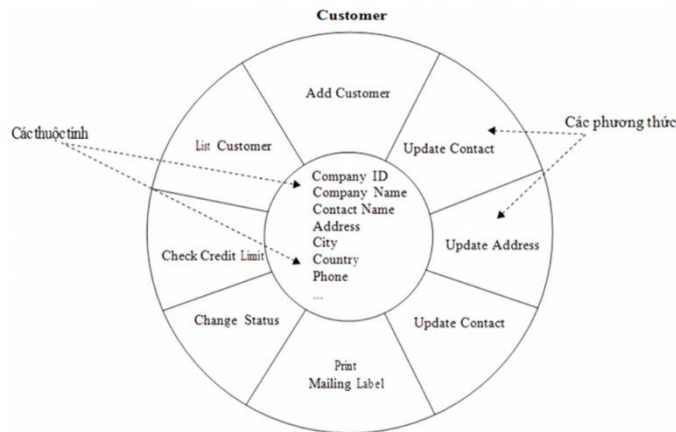 Customer
Add Customer
Các thuộc tính
Các phương thức
List Customer
Update Contact
Company ID
Company Name
Contact Name
Address
City
Country
Phone
...
Check Credit Limit
Update Address
Change Status
Update Contact
Print
Mailing Label